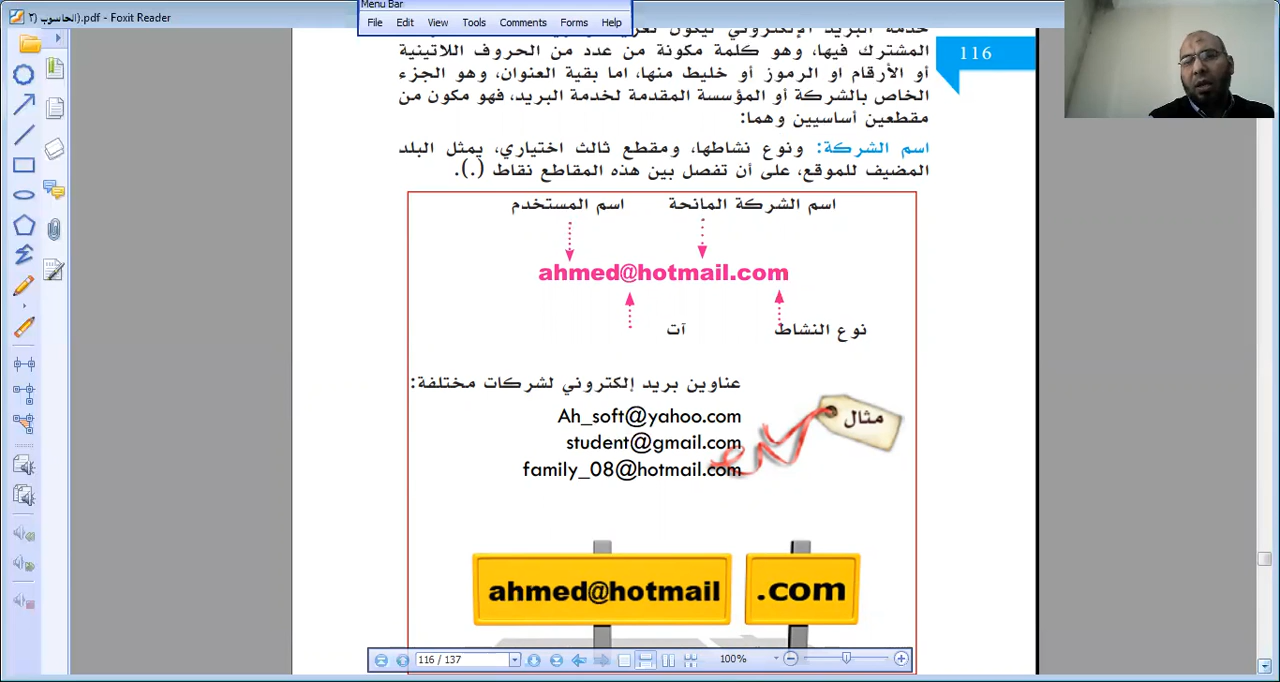 الحاسوب (٢).pdf - Foxit Reader
Menu Bar
File Edit View Tools Comments Forms Help
116
المشترك فيها، وهو كلمة مكونة من عدد من الحروف اللاتينية
أو الأرقام او الرموز أو خليط منها، اما بقية العنوان، وهو الجزء
الخاص بالشركة أو المؤسسة المقدمة لخدمة البريد، فهو مكون من
مقطعين أساسيين وهما:
اسم الشركة: ونوع نشاطها، ومقطع ثالث اختياري، يمثل البلد
المضيف للموقع، على أن تفصل بين هذه المقاطع نقاط (.).
اسم الشركة المانحة اسم المستخدم
ahmed@hotmail.com
نوع النشاط آت
عناوين بريد إلكتروني لشركات مختلفة:
مثال
Ah_soft@yahoo.com
student@gmail.com
family_08@hotmail.com
ahmed@hotmail .com
116 / 137 100%